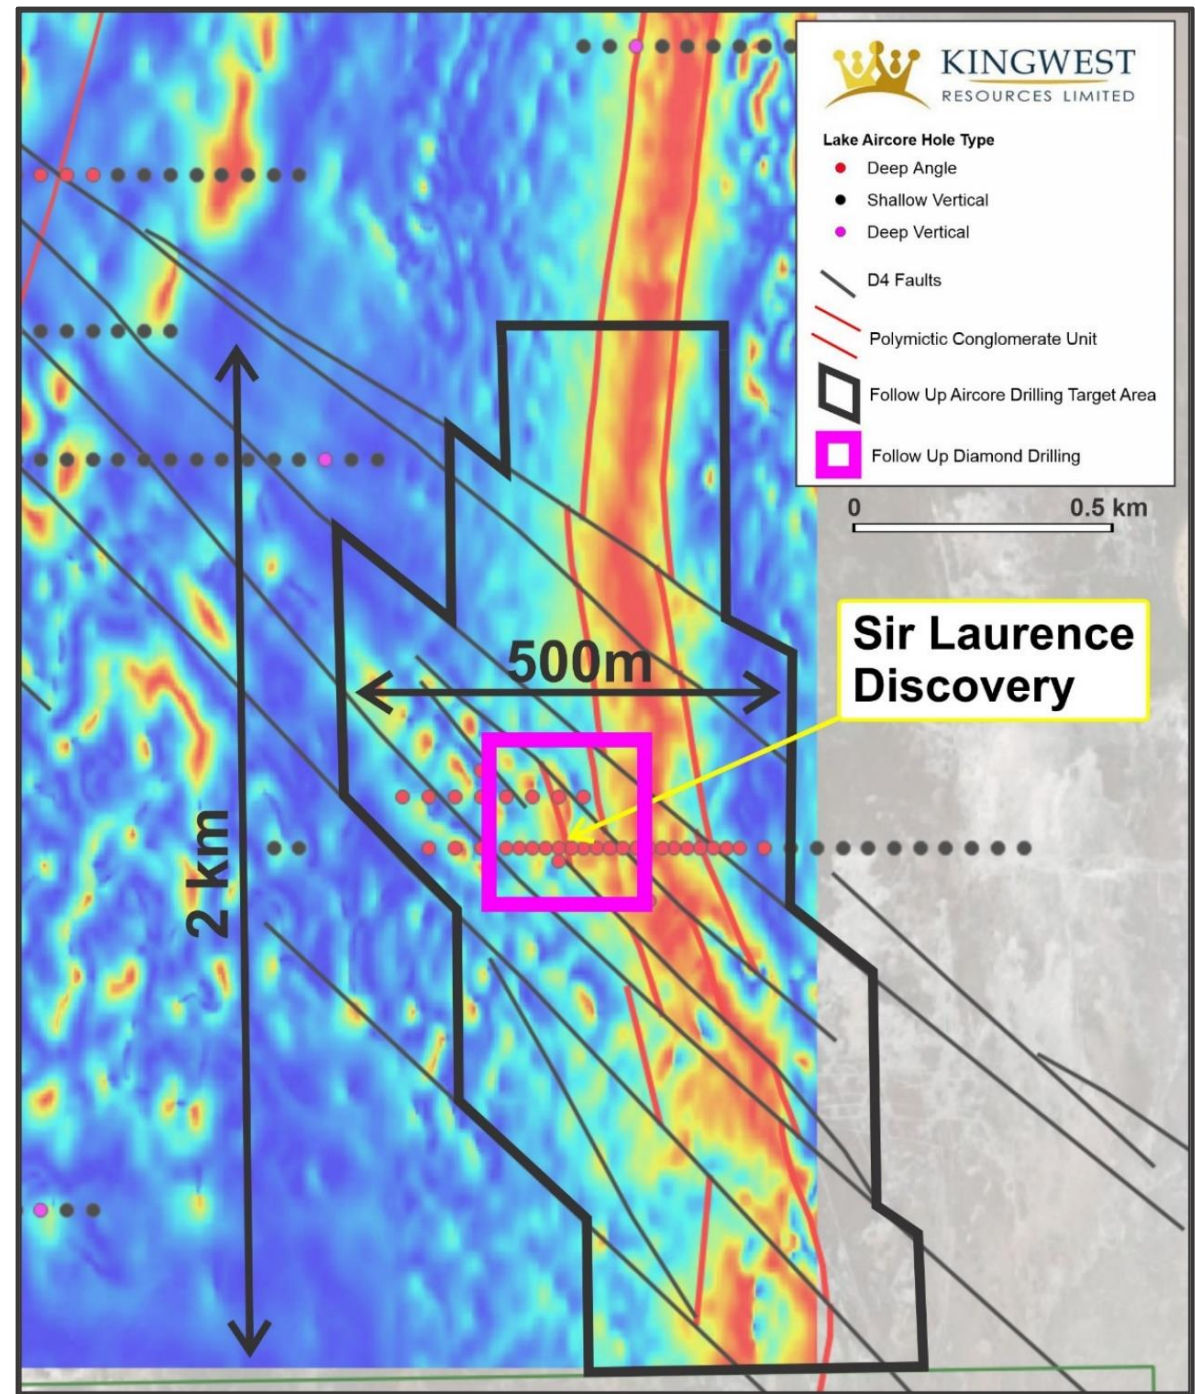 KINGWEST
RESOURCES LIMITED
Lake Aircore Hole Type
Deep Angle
Shallow Vertical
Deep Vertical
D4 Faults
Polymictic Conglomerate Unit
Follow Up Aircore Drilling Target Area
Follow Up Diamond Drilling
0 0.5 km
Sir Laurence
Discovery
500m
2 km